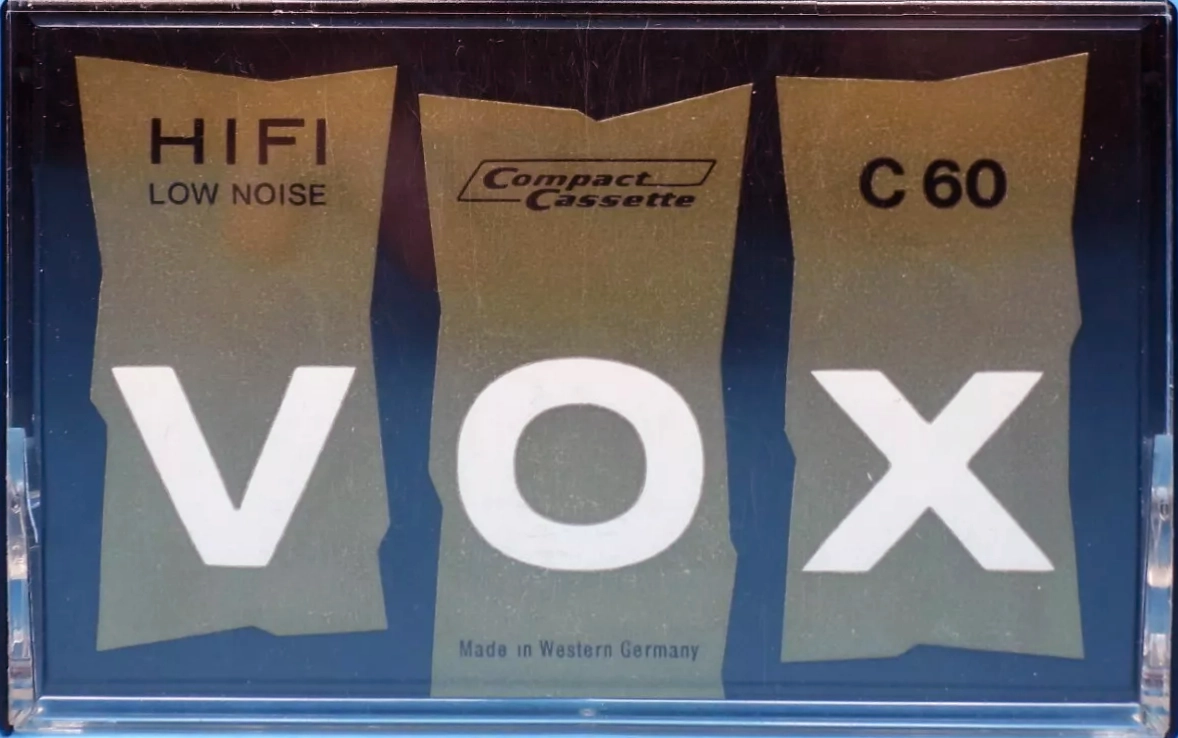 HIFI
LOW NOISE
Compact
Cassette
C 60
VOX
Made in Western Germany